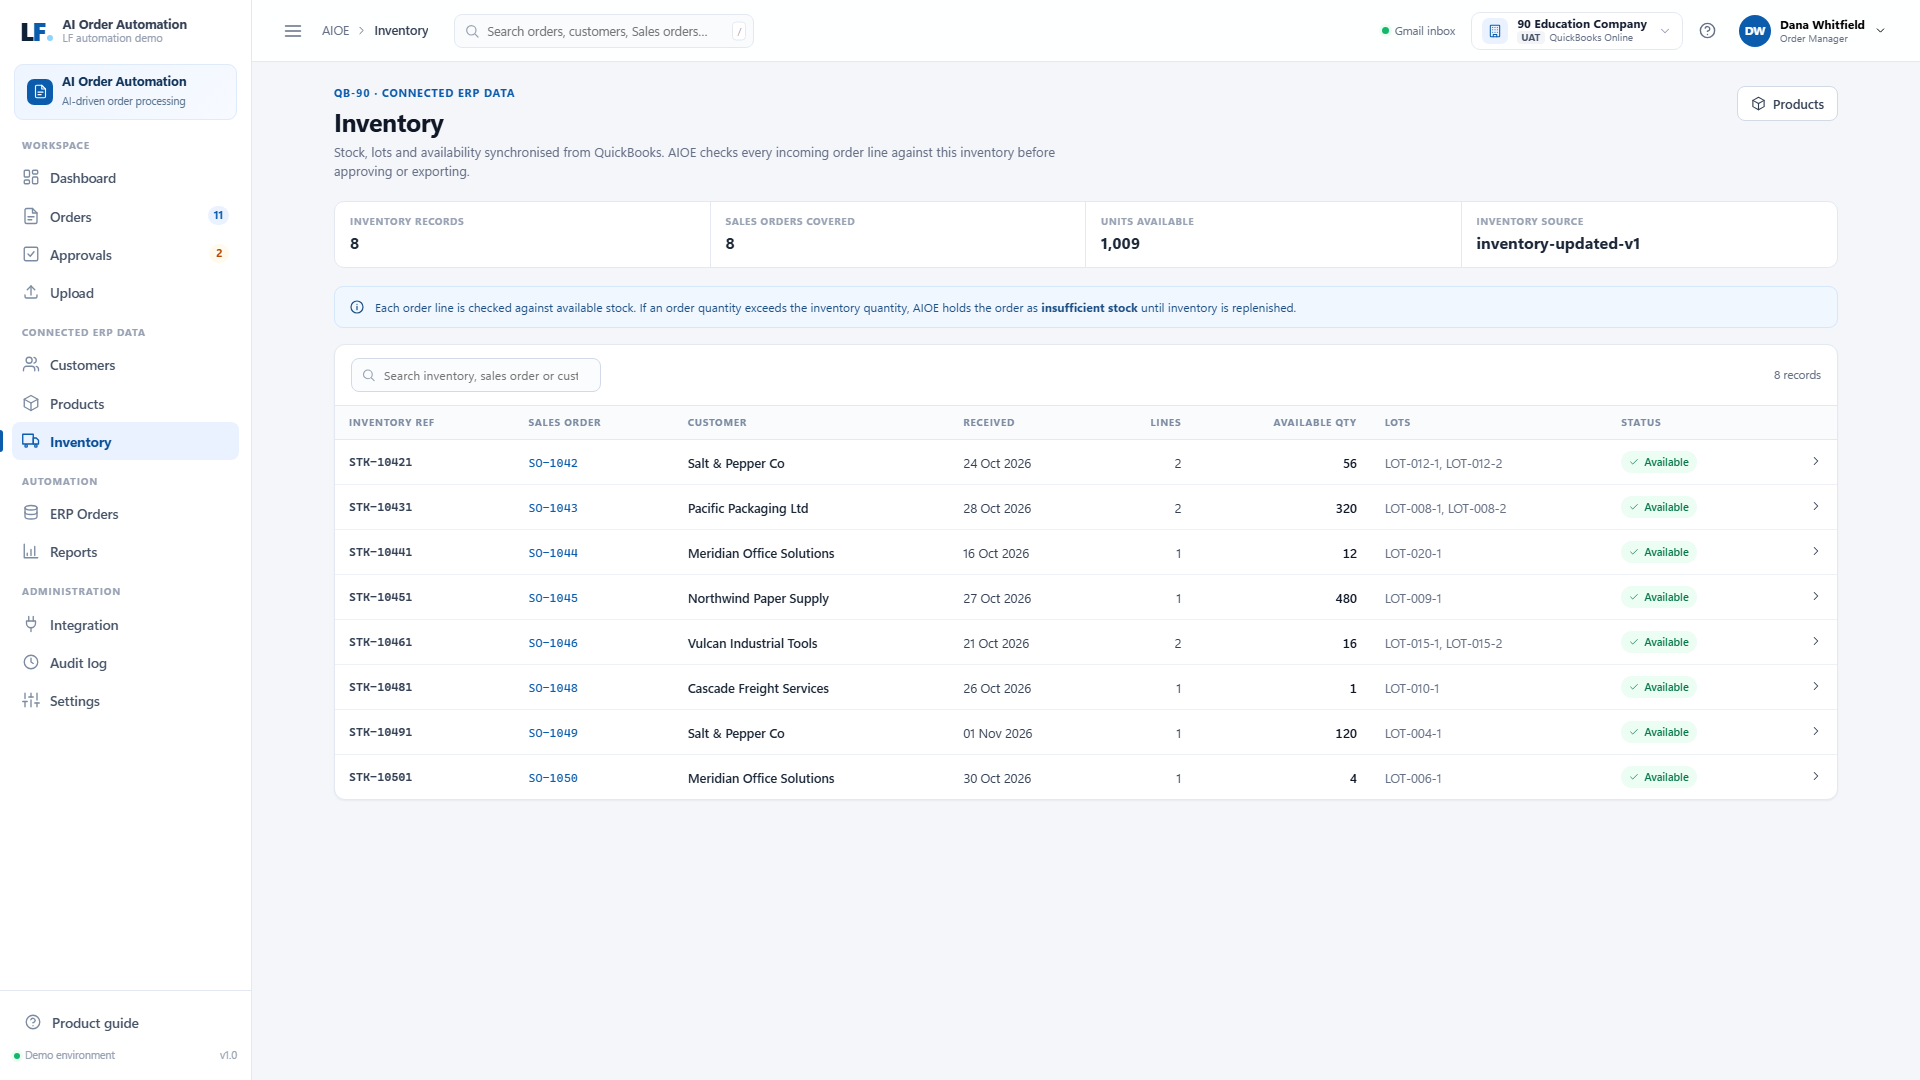 LF.
AI Order Automation
LF automation demo
AI Order Automation
AI-driven order processing
WORKSPACE
Dashboard
Orders 11
Approvals 2
Upload
CONNECTED ERP DATA
Customers
Products
Inventory
AUTOMATION
ERP Orders
Reports
ADMINISTRATION
Integration
Audit log
Settings
Product guide
Demo environment v1.0
AIOE > Inventory
Search orders, customers, Sales orders... /
Gmail inbox
90 Education Company
UAT QuickBooks Online
DW
Dana Whitfield
Order Manager
QB-90 · CONNECTED ERP DATA
Inventory
Stock, lots and availability synchronised from QuickBooks. AIOE checks every incoming order line against this inventory before
approving or exporting.
Products
INVENTORY RECORDS
8
SALES ORDERS COVERED
8
UNITS AVAILABLE
1,009
INVENTORY SOURCE
inventory-updated-v1
Each order line is checked against available stock. If an order quantity exceeds the inventory quantity, AIOE holds the order as insufficient stock until inventory is replenished.
Search inventory, sales order or cust
8 records
INVENTORY REF SALES ORDER CUSTOMER RECEIVED LINES AVAILABLE QTY LOTS STATUS
STK-10421 SO-1042 Salt & Pepper Co 24 Oct 2026 2 56 LOT-012-1, LOT-012-2 Available
STK-10431 SO-1043 Pacific Packaging Ltd 28 Oct 2026 2 320 LOT-008-1, LOT-008-2 Available
STK-10441 SO-1044 Meridian Office Solutions 16 Oct 2026 1 12 LOT-020-1 Available
STK-10451 SO-1045 Northwind Paper Supply 27 Oct 2026 1 480 LOT-009-1 Available
STK-10461 SO-1046 Vulcan Industrial Tools 21 Oct 2026 2 16 LOT-015-1, LOT-015-2 Available
STK-10481 SO-1048 Cascade Freight Services 26 Oct 2026 1 1 LOT-010-1 Available
STK-10491 SO-1049 Salt & Pepper Co 01 Nov 2026 1 120 LOT-004-1 Available
STK-10501 SO-1050 Meridian Office Solutions 30 Oct 2026 1 4 LOT-006-1 Available